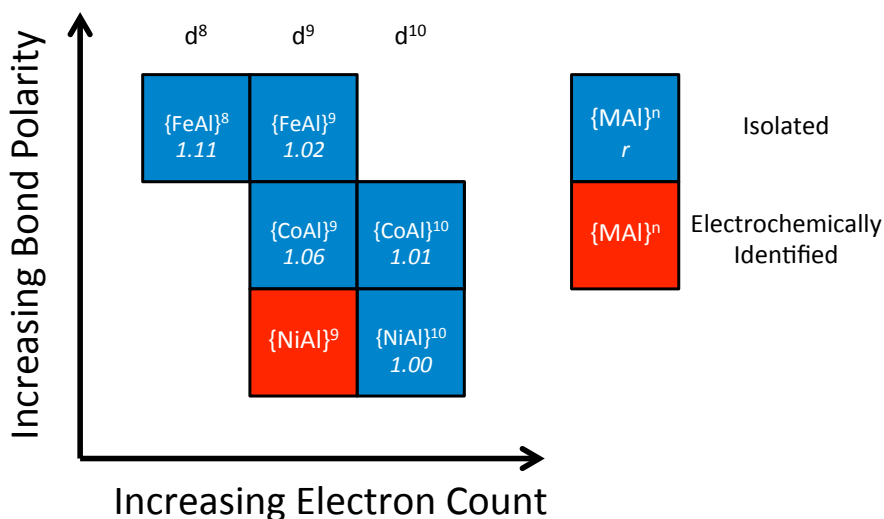 Increasing Bond Polarity
d⁸ d⁹ d¹⁰
{FeAl}⁸ {FeAl}⁹
1.11 1.02
{CoAl}⁹ {CoAl}¹⁰
1.06 1.01
{NiAl}⁹ {NiAl}¹⁰
1.00
Increasing Electron Count
{MAl}ⁿ
r
Isolated
{MAl}ⁿ
Electrochemically
Identified